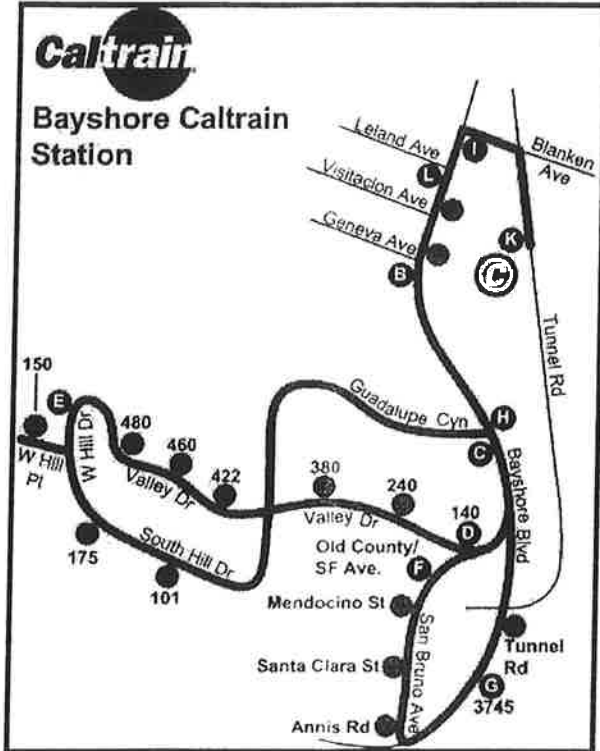 Caltrain
Bayshore Caltrain
Station
Leland Ave
Blanken
Ave
I
L
Visitacion Ave
K
Geneva Ave
B
C
Tunnel Rd
150
E
480
Guadalupe Cyn
H
W Hill Dr
460
C
W Hill
Pl
Valley Dr
422
380
240
140
Bayshore Blvd
Valley Dr
D
175
South Hill Dr
Old County/
SF Ave.
F
101
Mendocino St
San Bruno Ave
Tunnel
Rd
Santa Clara St
G
3745
Annis Rd